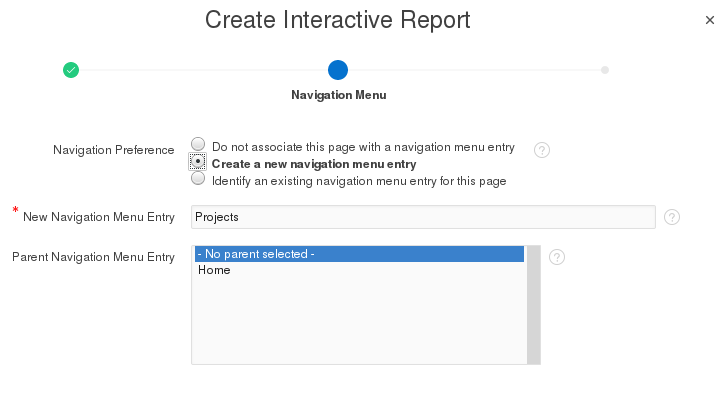 Create Interactive Report
×
Navigation Menu
Navigation Preference
Do not associate this page with a navigation menu entry
?
Create a new navigation menu entry
Identify an existing navigation menu entry for this page
* New Navigation Menu Entry
Projects
?
Parent Navigation Menu Entry
- No parent selected -
?
Home